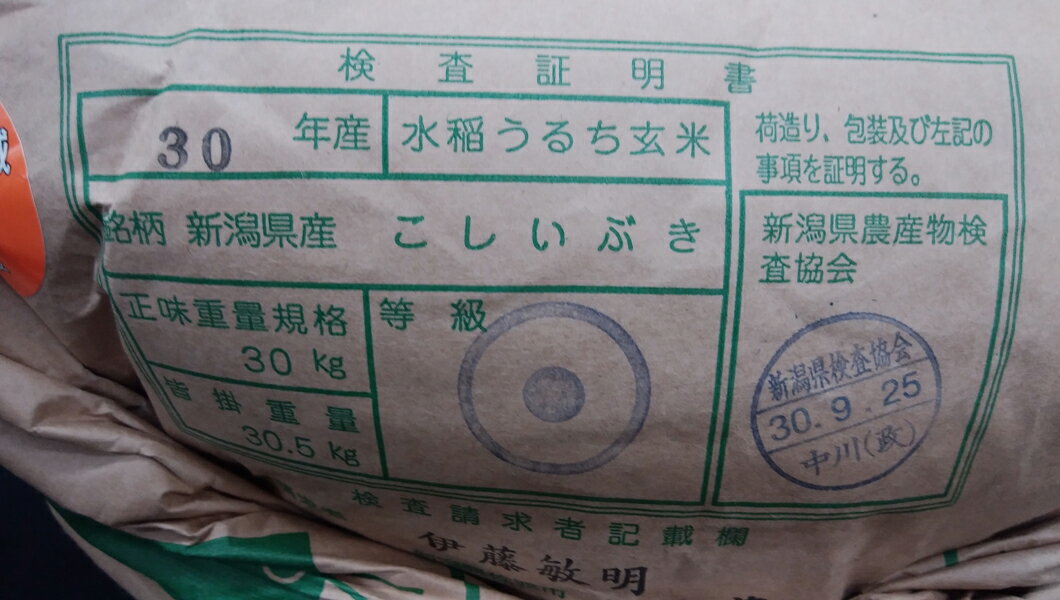 検査証明書
30年産
水稲うるち玄米
荷造り、包装及び左記の
事項を証明する。
銘柄 新潟県産 こしいぶき
新潟県農産物検
査協会
正味重量規格
30 kg
皆掛重量
30.5 kg
等級
新潟県検査協会
30.9.25
中川(政)
検査請求者記載欄
伊藤敏明